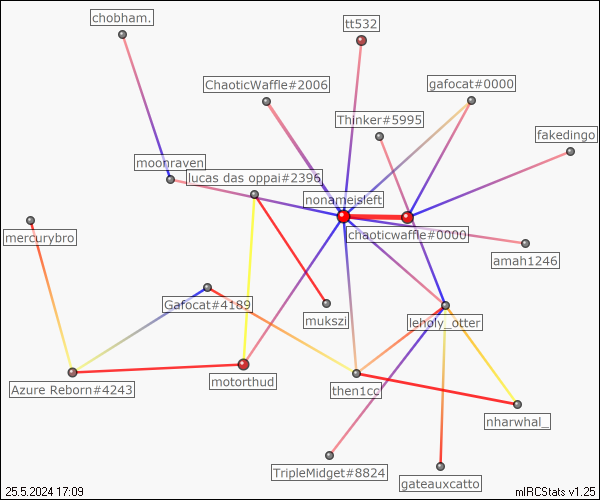 chobham.
tt532
ChaoticWaffle#2006
gafocat#0000
Thinker#5995
fakedingo
moonraven
lucas das oppai#2396
nonameisleft
mercurybro
chaoticwaffle#0000
amah1246
Gafocat#4189
mukszi
leholy_otter
Azure Reborn#4243
motorthud
then1cc
nharwhal_
TripleMidget#8824
gateauxcatto
25.5.2024 17:09
mIRCStats v1.25